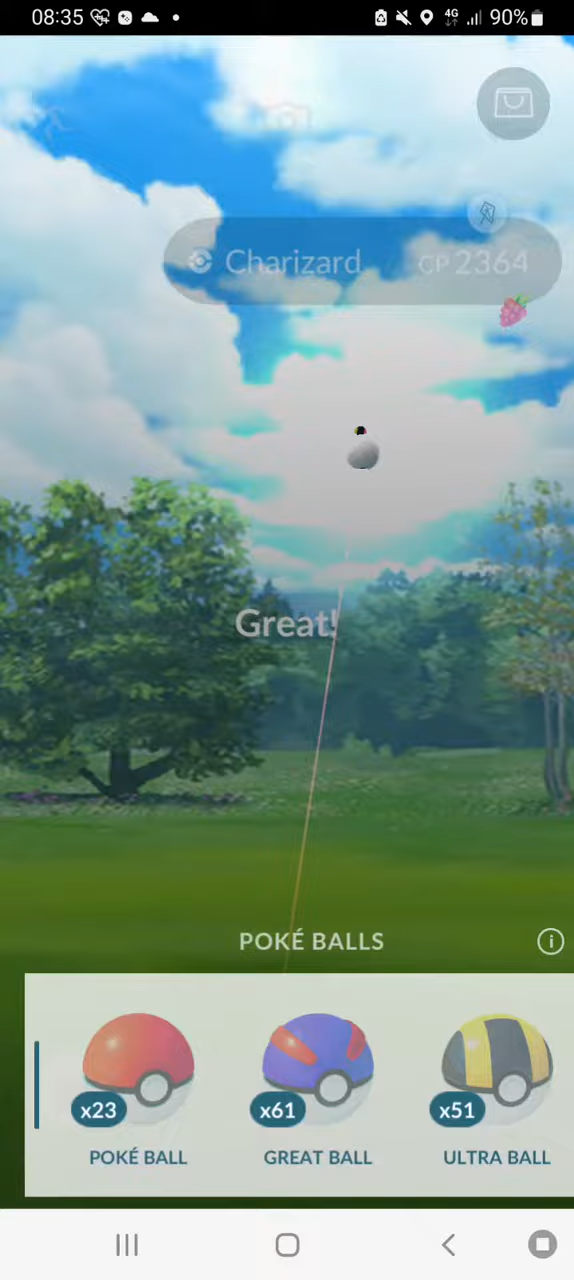 08:35
4G
90%
Charizard
CP 2364
Great!
POKÉ BALLS
x23
x61
x51
POKÉ BALL
GREAT BALL
ULTRA BALL